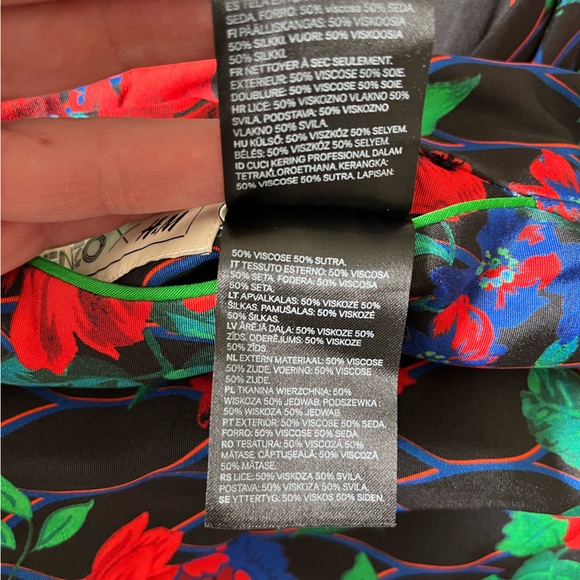 ES TELA EX
SEDA, FORRO: 50% viscosa 50% SEDA.
FI PÄÄLLISKANGAS: 50% VISKOOSIA
50% SILKKI. VUORI: 50% VISKOOSIA
50% SILKKI.
FR NETTOYER À SEC SEULEMENT.
EXTERIEUR: 50% VISCOSE 50% SOIE.
DOUBLURE: 50% VISCOSE 50% SOIE
HR LICE: 50% VISKOZNO VLAKNO 50%
SVILA. PODSTAVA: 50% VISKOZNO
VLAKNO 50% SVILA.
HU KÜLSŐ: 50% VISZKÓZ 50% SELYEM.
BÉLÉS: 50% VISZKÓZ 50% SELYEM
ID CUCI KERING PROFESIONAL DALAM
TETRAKLOROETHANA, KERANGKA:
50% VISCOSE 50% SUTRA. LAPISAN:
ENZO X H&M
50% VISCOSE 50% SUTRA.
IT TESSUTO ESTERNO: 50% VISCOSA
50% SETA. FODERA: 50% VISCOSA
50% SETA.
LT APVALKALAS: 50% VISKOZĖ 50%
ŠILKAS. PAMUŠALAS: 50% VISKOZĖ
50% ŠILKAS.
LV ĀRĒJĀ DAĻA: 50% VISKOZE 50%
ZĪDS. ODERĒJUMS: 50% VISKOZE
50% ZĪDS.
NL EXTERN MATERIAAL: 50% VISCOSE
50% ZIJDE, VOERING: 50% VISCOSE
50% ZIJDE.
PL TKANINA WIERZCHNIA: 50%
WISKOZA 50% JEDWAB. PODSZEWKA
50% WISKOZA 50% JEDWAB.
PT EXTERIOR: 50% VISCOSE 50% SEDA.
FORRO: 50% VISCOSE 50% SEDA
RO ȚESĂTURA: 50% VISCOZĂ 50%
MĂTASE. CĂPTUŞEALĂ: 50% VISCOZĂ
50% MĂTASE.
RS LICE: 50% VISKOZA 50% SVILA.
POSTAVA: 50% VISKOZA 50% SVILA
SE YTTERTYG: 50% VISKOS 50% SIDEN.